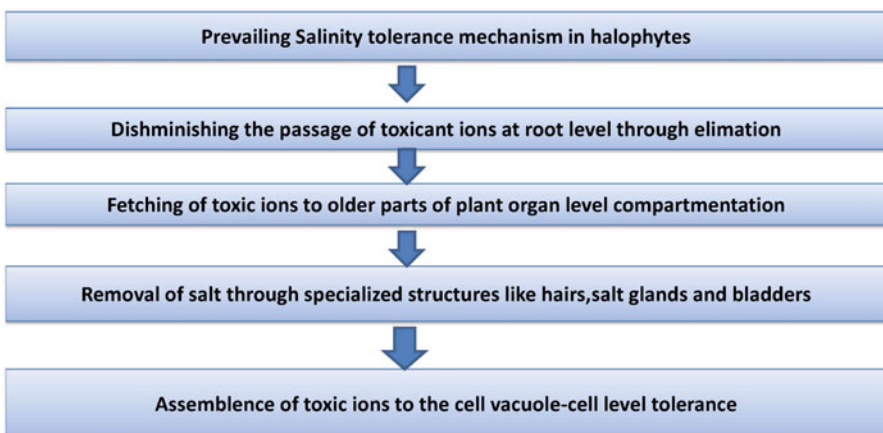 Prevailing Salinity tolerance mechanism in halophytes
Dishminishing the passage of toxicant ions at root level through elimation
Fetching of toxic ions to older parts of plant organ level compartmentation
Removal of salt through specialized structures like hairs,salt glands and bladders
Assemblence of toxic ions to the cell vacuole-cell level tolerance